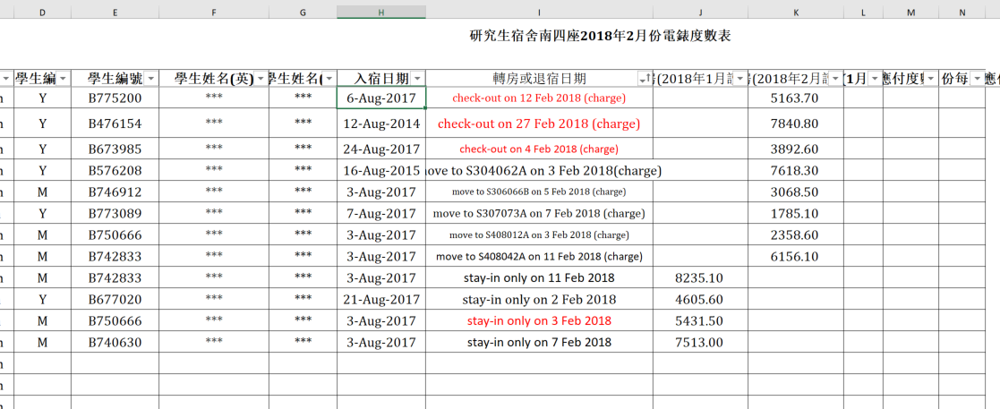 D E F G H I J K L M N
研究生宿舍南四座2018年2月份電錶度數表
學生編 學生編號 學生姓名(英) 學生姓名( 入宿日期 轉房或退宿日期 (2018年1月 (2018年2月 1月 應付度 份每 應
Y B775200 *** *** 6-Aug-2017 check-out on 12 Feb 2018 (charge) 5163.70
Y B476154 *** *** 12-Aug-2014 check-out on 27 Feb 2018 (charge) 7840.80
Y B673985 *** *** 24-Aug-2017 check-out on 4 Feb 2018 (charge) 3892.60
Y B576208 *** *** 16-Aug-2015 ove to S304062A on 3 Feb 2018(charge) 7618.30
M B746912 *** *** 3-Aug-2017 move to S306066B on 5 Feb 2018 (charge) 3068.50
Y B773089 *** *** 7-Aug-2017 move to S307073A on 7 Feb 2018 (charge) 1785.10
M B750666 *** *** 3-Aug-2017 move to S408012A on 3 Feb 2018 (charge) 2358.60
M B742833 *** *** 3-Aug-2017 move to S408042A on 11 Feb 2018 (charge) 6156.10
M B742833 *** *** 3-Aug-2017 stay-in only on 11 Feb 2018 8235.10
Y B677020 *** *** 21-Aug-2017 stay-in only on 2 Feb 2018 4605.60
M B750666 *** *** 3-Aug-2017 stay-in only on 3 Feb 2018 5431.50
M B740630 *** *** 3-Aug-2017 stay-in only on 7 Feb 2018 7513.00